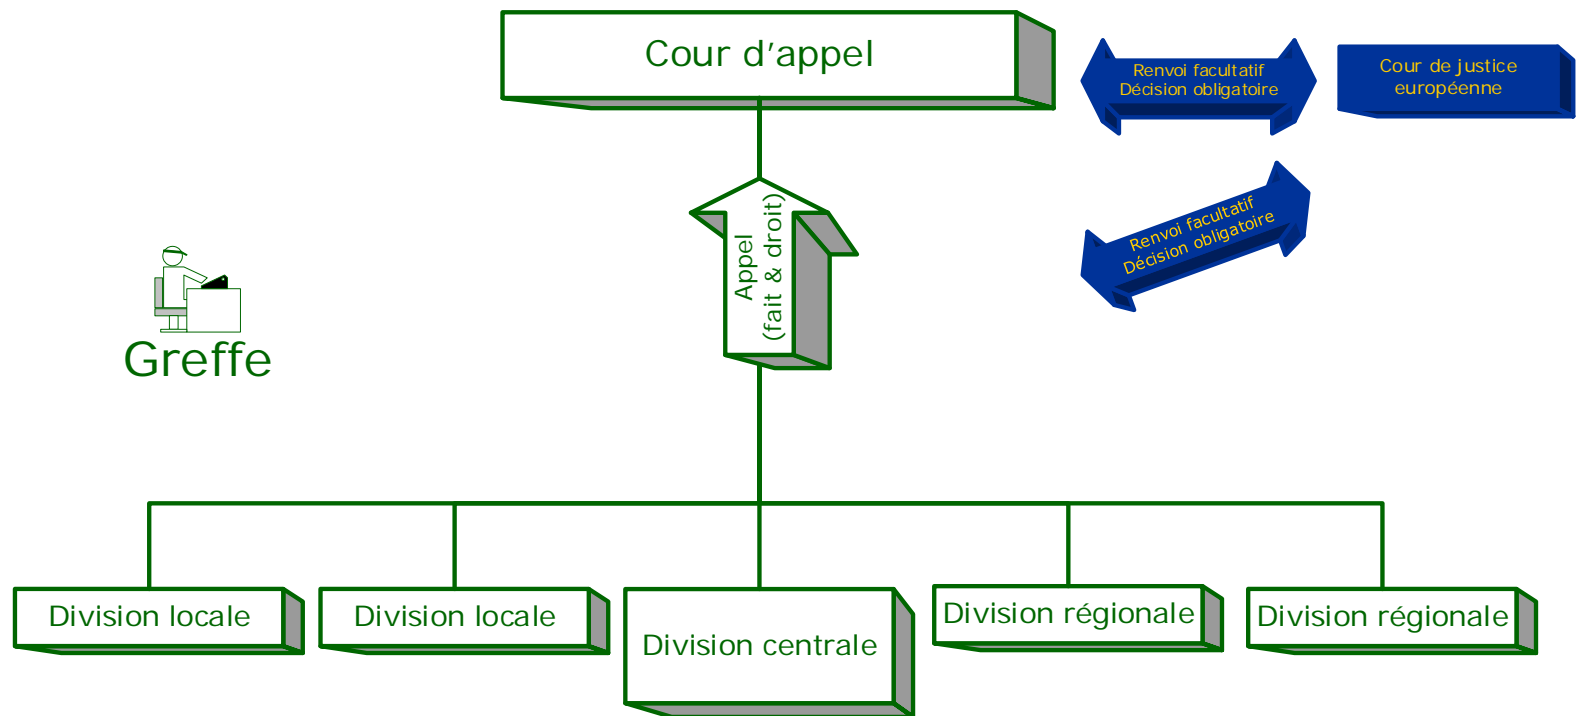 Cour d'appel
Renvoi facultatif
Décision obligatoire
Cour de justice
européenne
Renvoi facultatif
Décision obligatoire
Appel
(fait & droit)
Greffe
Division locale
Division locale
Division centrale
Division régionale
Division régionale